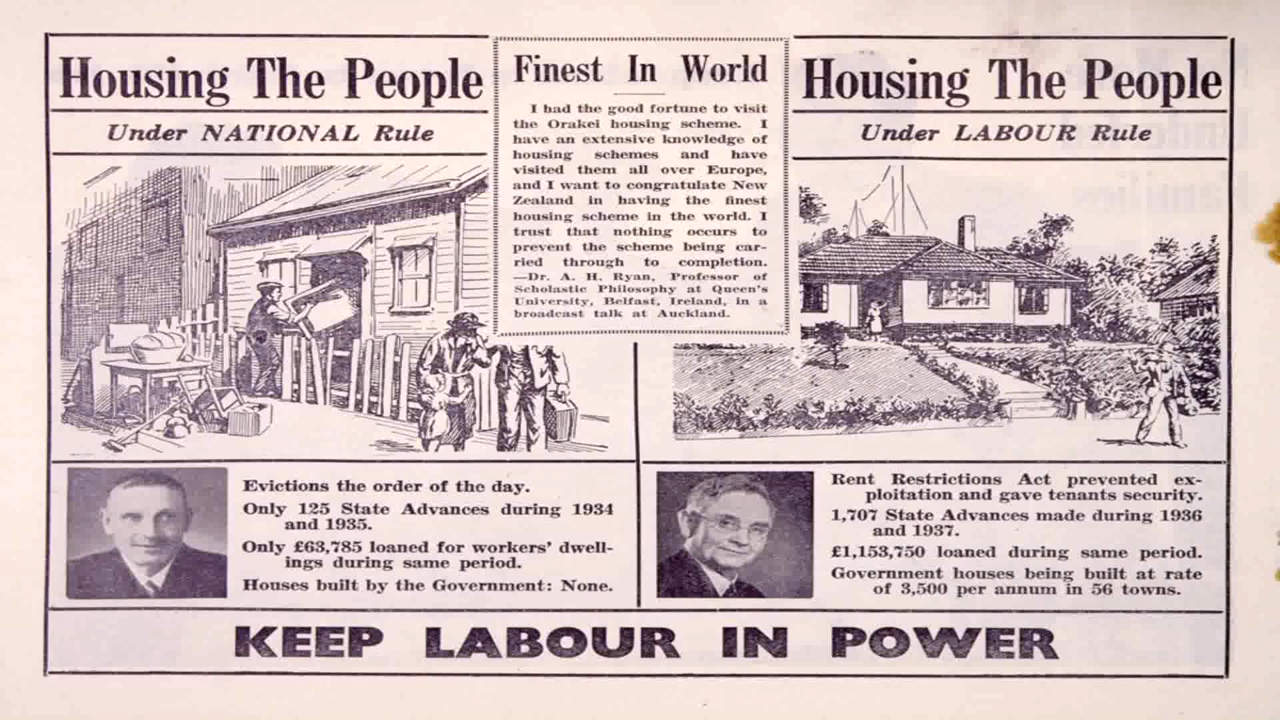 Housing The People
Under NATIONAL Rule
Finest In World
I had the good fortune to visit
the Orakei housing scheme. I
have an extensive knowledge of
housing schemes and have
visited them all over Europe,
and I want to congratulate New
Zealand in having the finest
housing scheme in the world. I
trust that nothing occurs to
prevent the scheme being car-
ried through to completion.
—Dr. A. H. Ryan, Professor of
Scholastic Philosophy at Queen's
University, Belfast, Ireland, in a
broadcast talk at Auckland.
Housing The People
Under LABOUR Rule
Evictions the order of the day.
Only 125 State Advances during 1934
and 1935.
Only £63,785 loaned for workers' dwell-
ings during same period.
Houses built by the Government: None.
Rent Restrictions Act prevented ex-
ploitation and gave tenants security.
1,707 State Advances made during 1936
and 1937.
£1,153,750 loaned during same period.
Government houses being built at rate
of 3,500 per annum in 56 towns.
KEEP LABOUR IN POWER